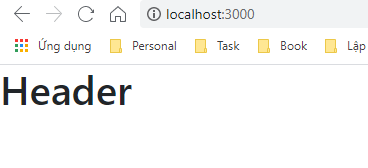 localhost:3000
Ứng dụng Personal Task Book Lập
Header